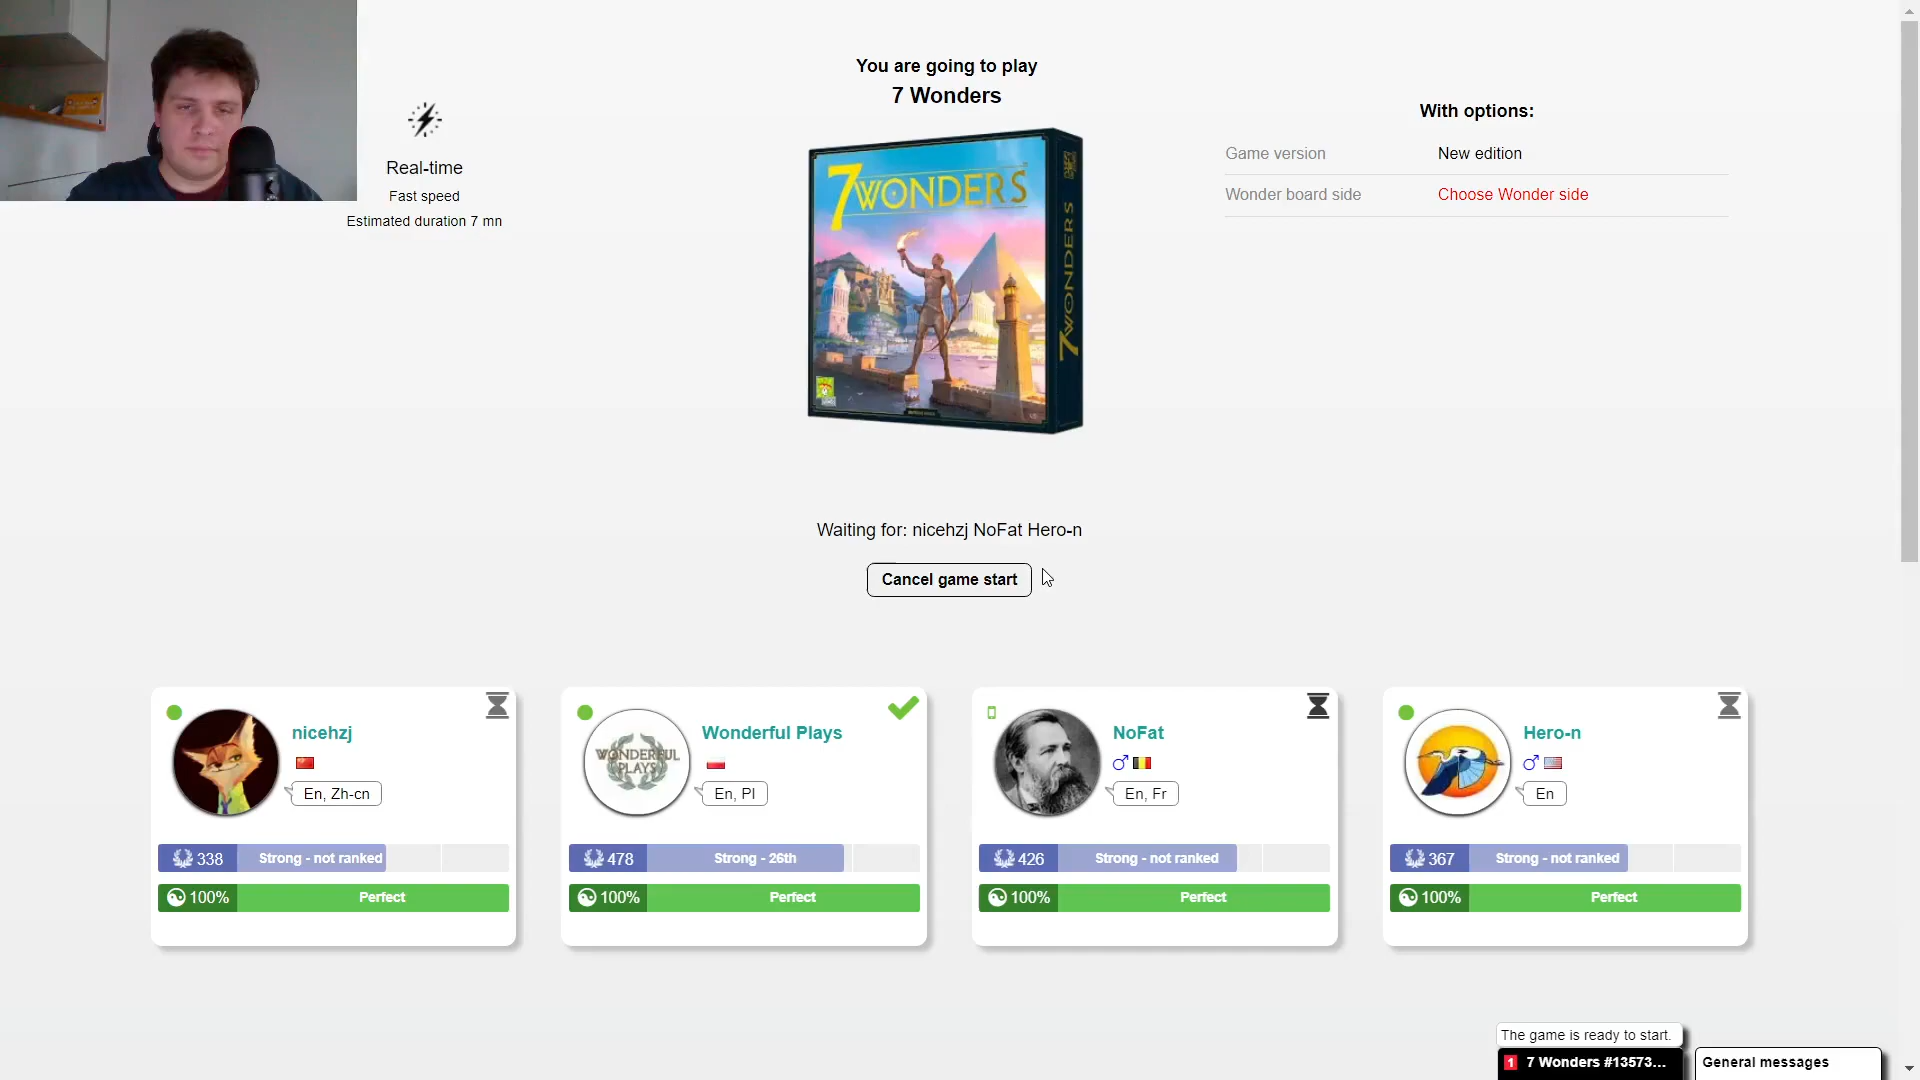 You are going to play
7 Wonders
Real-time
Fast speed
Estimated duration 7 mn
7 WONDERS
7 WONDERS
With options:
Game version New edition
Wonder board side Choose Wonder side
Waiting for: nicehzj NoFat Hero-n
Cancel game start
nicehzj
En, Zh-cn
338 Strong - not ranked
100% Perfect
Wonderful Plays
WONDERFUL
PLAYS
En, Pl
478 Strong - 26th
100% Perfect
NoFat
En, Fr
426 Strong - not ranked
100% Perfect
Hero-n
En
367 Strong - not ranked
100% Perfect
The game is ready to start.
1 7 Wonders #13573...
General messages